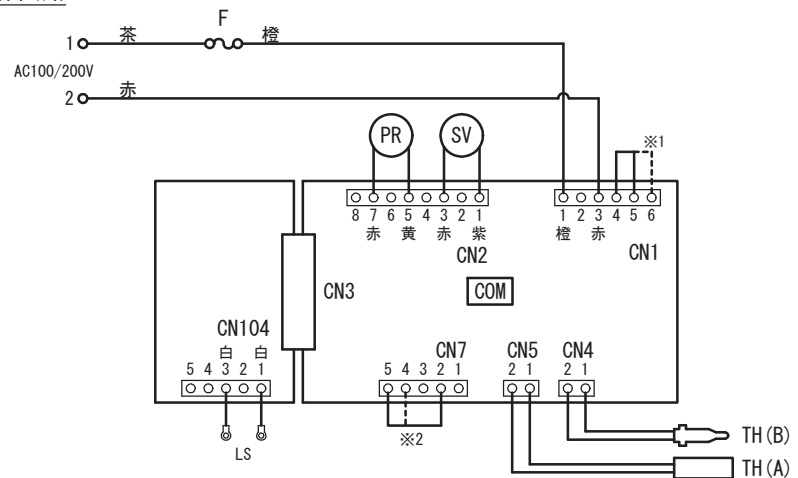 F
1 茶 橙
AC100/200V
2 赤
PR SV
※1
8 7 6 5 4 3 2 1
赤 黄 赤 紫
CN2
1 2 3 4 5 6
橙 赤
CN1
CN3
COM
CN104
白 白
5 4 3 2 1
LS
CN7
5 4 3 2 1
※2
CN5
2 1
CN4
2 1
TH(B)
TH(A)